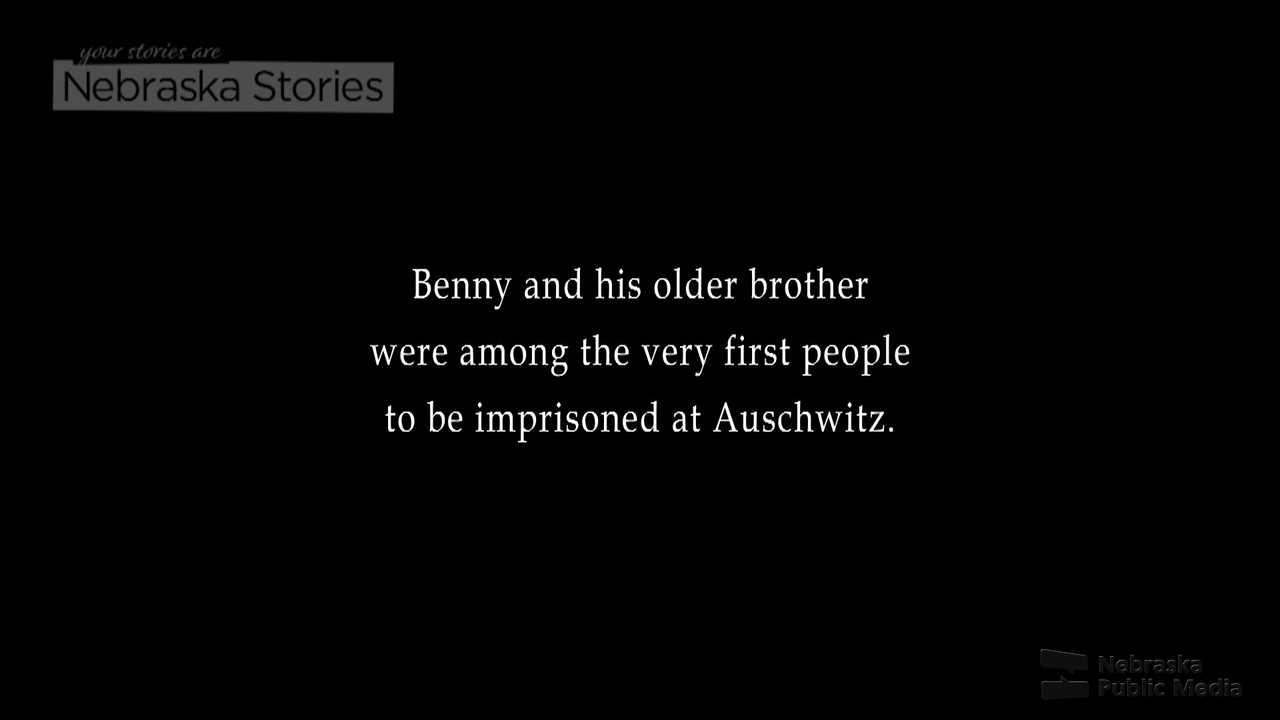 your stories are
Nebraska Stories
Benny and his older brother
were among the very first people
to be imprisoned at Auschwitz.
Nebraska
Public Media